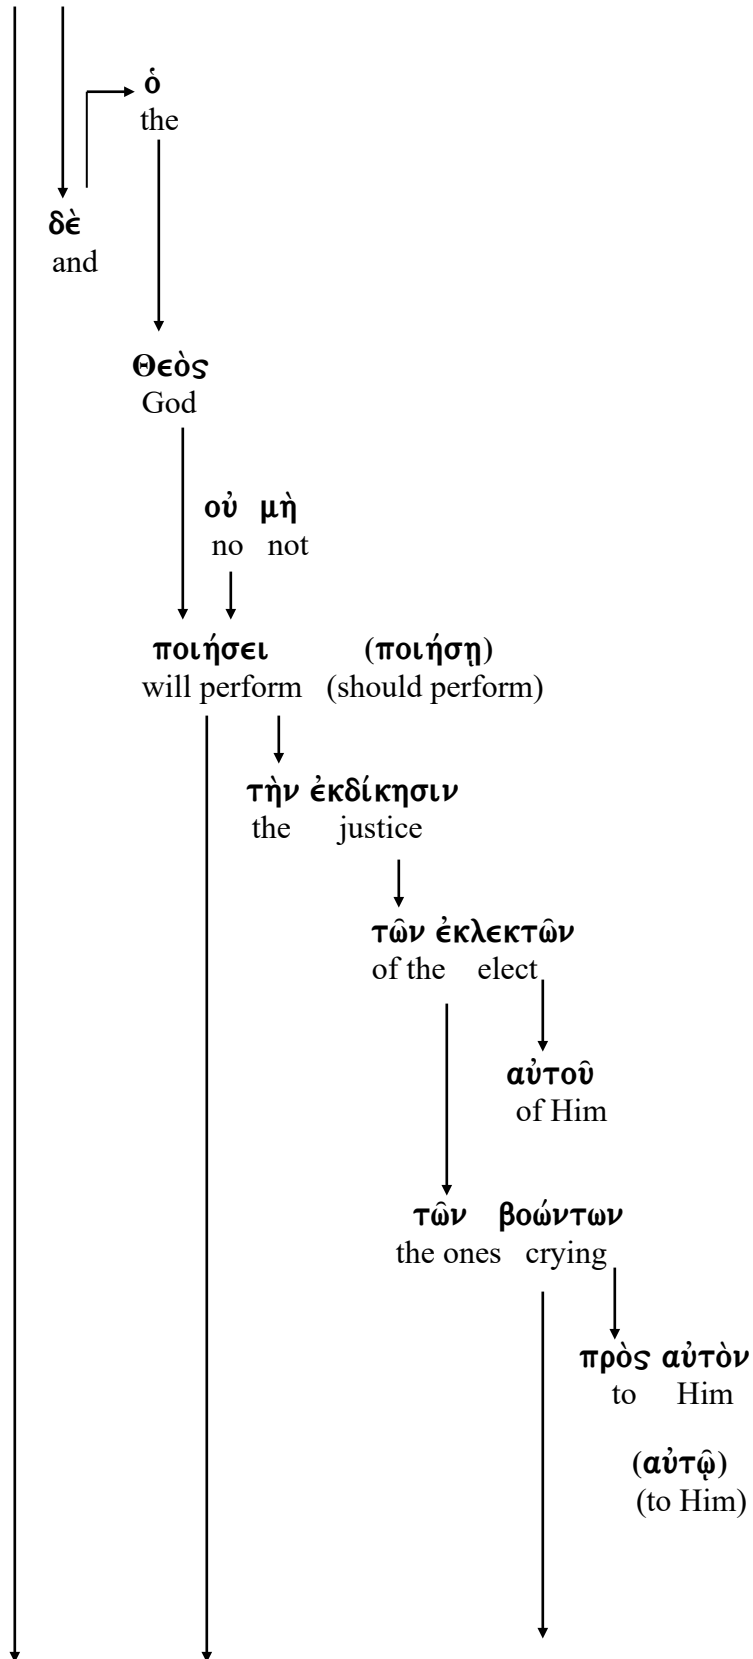 ὁ
the
δὲ
and
Θεὸς
God
οὐ μὴ
no not
ποιήσει (ποιήσῃ)
will perform (should perform)
τὴν ἐκδίκησιν
the justice
τῶν ἐκλεκτῶν
of the elect
αὐτοῦ
of Him
τῶν βοώντων
the ones crying
πρὸς αὐτὸν
to Him
(αὐτῷ)
(to Him)